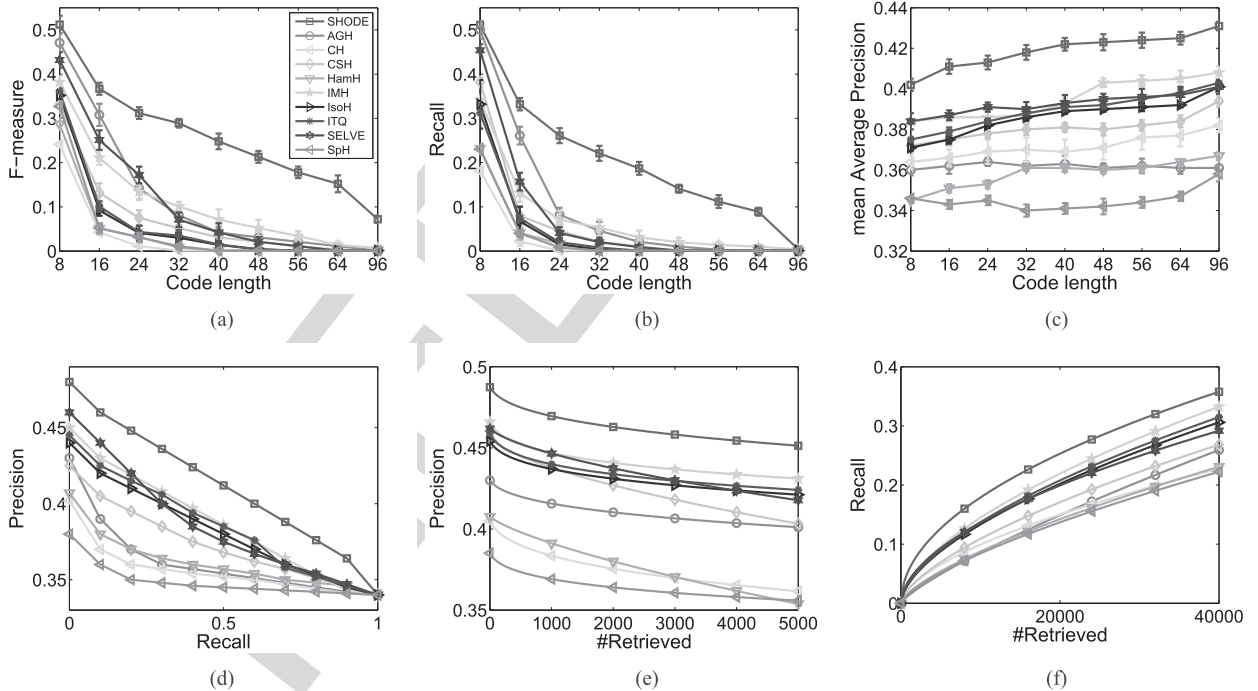 F-measure
0.5
0.4
0.3
0.2
0.1
0
8 16 24 32 40 48 56 64 96
Code length
SHODE
AGH
CH
CSH
HamH
IMH
IsoH
ITQ
SELVE
SpH
(a)
Recall
0.5
0.4
0.3
0.2
0.1
0
8 16 24 32 40 48 56 64 96
Code length
(b)
mean Average Precision
0.44
0.42
0.4
0.38
0.36
0.34
0.32
8 16 24 32 40 48 56 64 96
Code length
(c)
Precision
0.45
0.4
0.35
0 0.5 1
Recall
(d)
Precision
0.5
0.45
0.4
0.35
0 1000 2000 3000 4000 5000
#Retrieved
(e)
Recall
0.4
0.3
0.2
0.1
0
0 20000 40000
#Retrieved
(f)